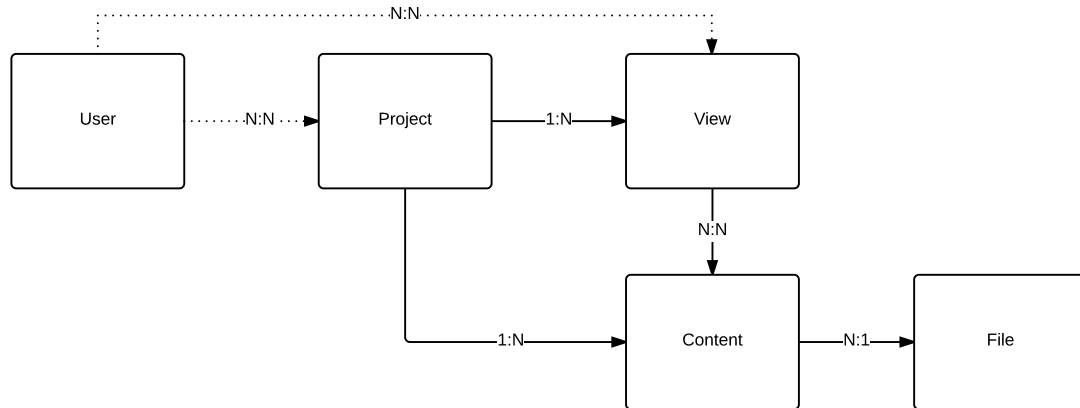 N:N
User
N:N
Project
1:N
View
N:N
1:N
Content
N:1
File